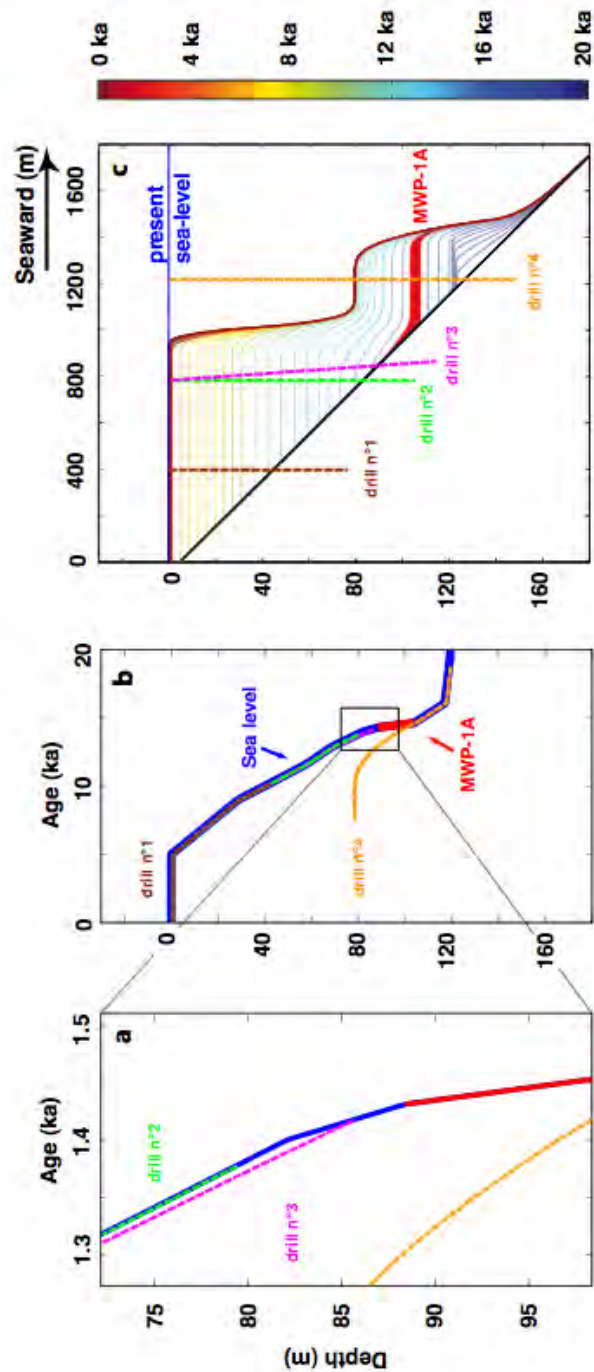 a
Age (ka)
1.3
1.4
1.5
Depth (m)
75
80
85
90
95
drill n°2
drill n°3
b
Age (ka)
0
10
20
0
40
80
120
160
drill n°1
Sea level
drill n°4
MWP-1A
c
Seaward (m)
0
400
800
1200
1600
0
40
80
120
160
present
sea-level
MWP-1A
drill n°1
drill n°2
drill n°3
drill n°4
0 ka
4 ka
8 ka
12 ka
16 ka
20 ka